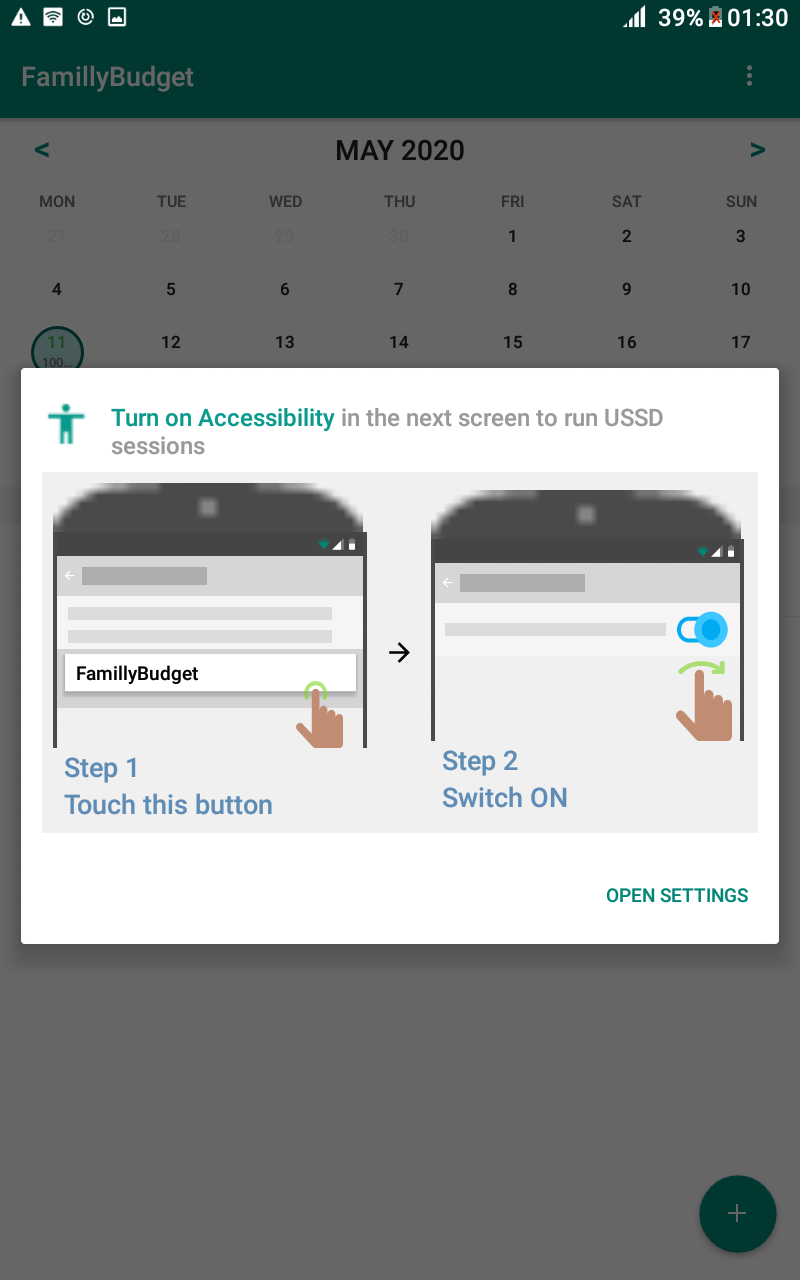 39% 01:30
FamillyBudget
< MAY 2020 >
MON TUE WED THU FRI SAT SUN
27 28 29 30 1 2 3
4 5 6 7 8 9 10
11 12 13 14 15 16 17
100...
Turn on Accessibility in the next screen to run USSD
sessions
FamillyBudget
Step 1
Touch this button
Step 2
Switch ON
OPEN SETTINGS